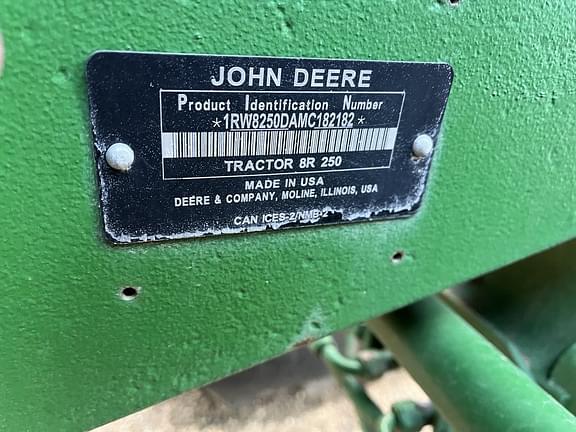 JOHN DEERE
Product Identification Number
*1RW8250DAMC182182*
TRACTOR 8R 250
MADE IN USA
DEERE & COMPANY, MOLINE, ILLINOIS, USA
CAN ICES-2/NMB-2